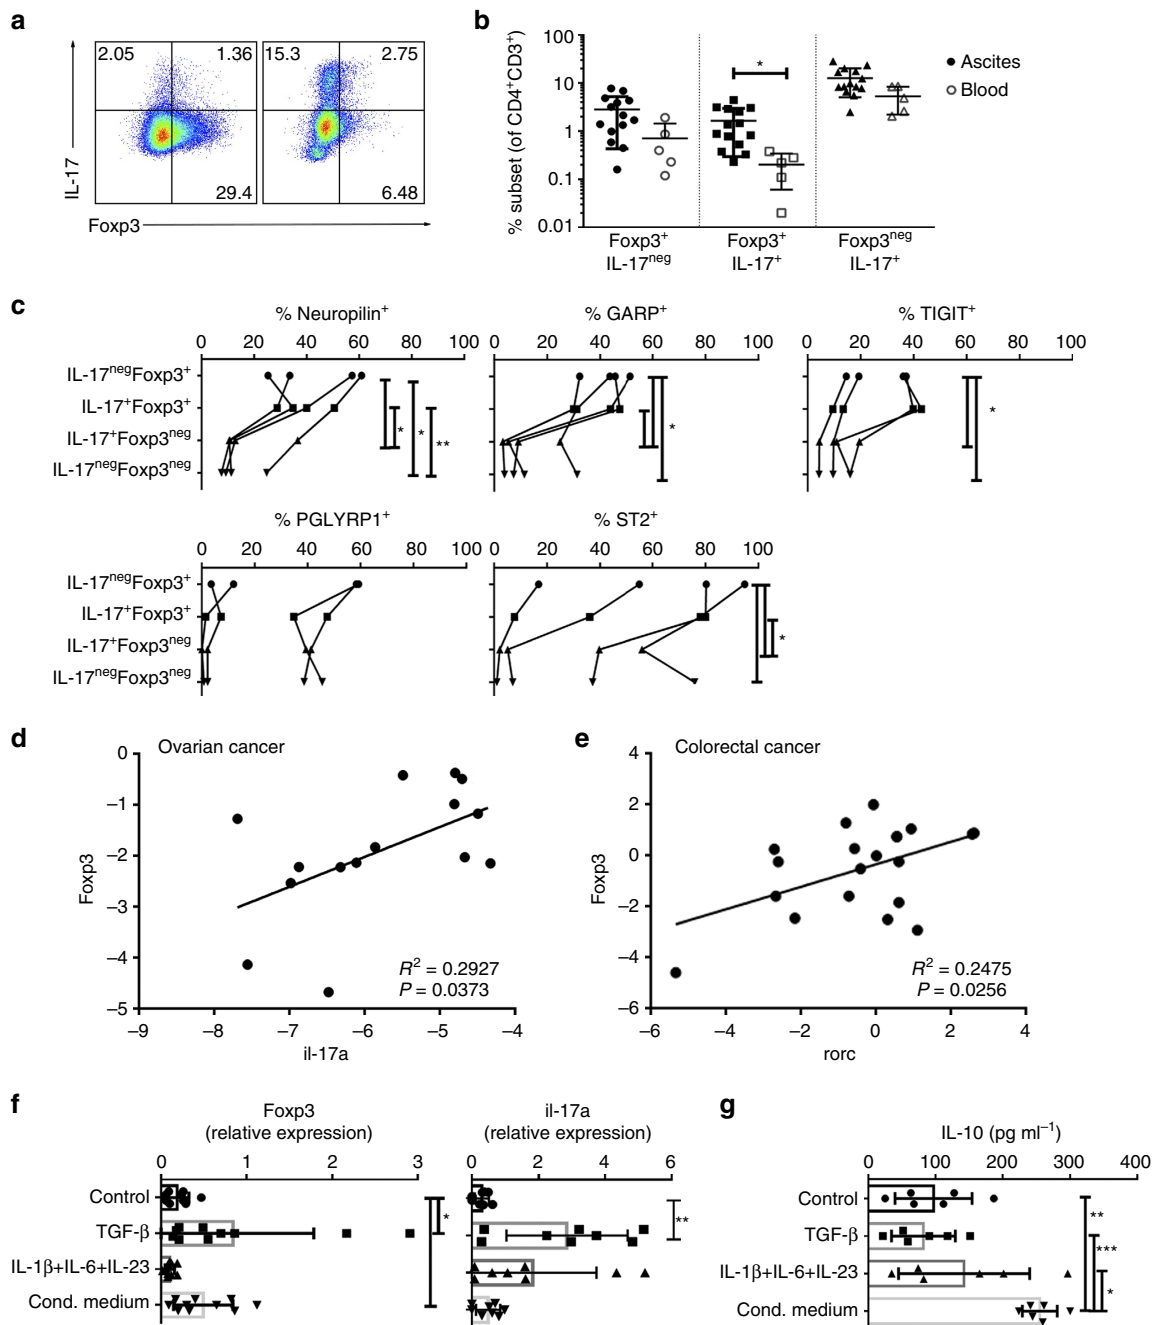 a
2.05 1.36 15.3 2.75
29.4 6.48
IL-17
Foxp3
b
% subset (of CD4+CD3+)
100
10
1
0.1
0.01
*
Ascites
Blood
Foxp3+ Foxp3+ Foxp3neg
IL-17neg IL-17+ IL-17+
c
% Neuropilin+ % GARP+ % TIGIT+
0 20 40 60 80 100 0 20 40 60 80 100 0 20 40 60 80 100
IL-17negFoxp3+
IL-17+Foxp3+
IL-17+Foxp3neg
IL-17negFoxp3neg
* * ** * *
% PGLYRP1+ % ST2+
0 20 40 60 80 100 0 20 40 60 80 100
IL-17negFoxp3+
IL-17+Foxp3+
IL-17+Foxp3neg
IL-17negFoxp3neg
*
d
Ovarian cancer
Foxp3
0
–1
–2
–3
–4
–5
R2 = 0.2927
P = 0.0373
–9 –8 –7 –6 –5 –4
il-17a
e
Colorectal cancer
Foxp3
4
2
0
–2
–4
–6
R2 = 0.2475
P = 0.0256
–6 –4 –2 0 2 4
rorc
f
Foxp3
(relative expression)
0 1 2 3
il-17a
(relative expression)
0 2 4 6
Control
TGF-β
IL-1β+IL-6+IL-23
Cond. medium
* **
g
IL-10 (pg ml–1)
0 100 200 300 400
Control
TGF-β
IL-1β+IL-6+IL-23
Cond. medium
**
***
*